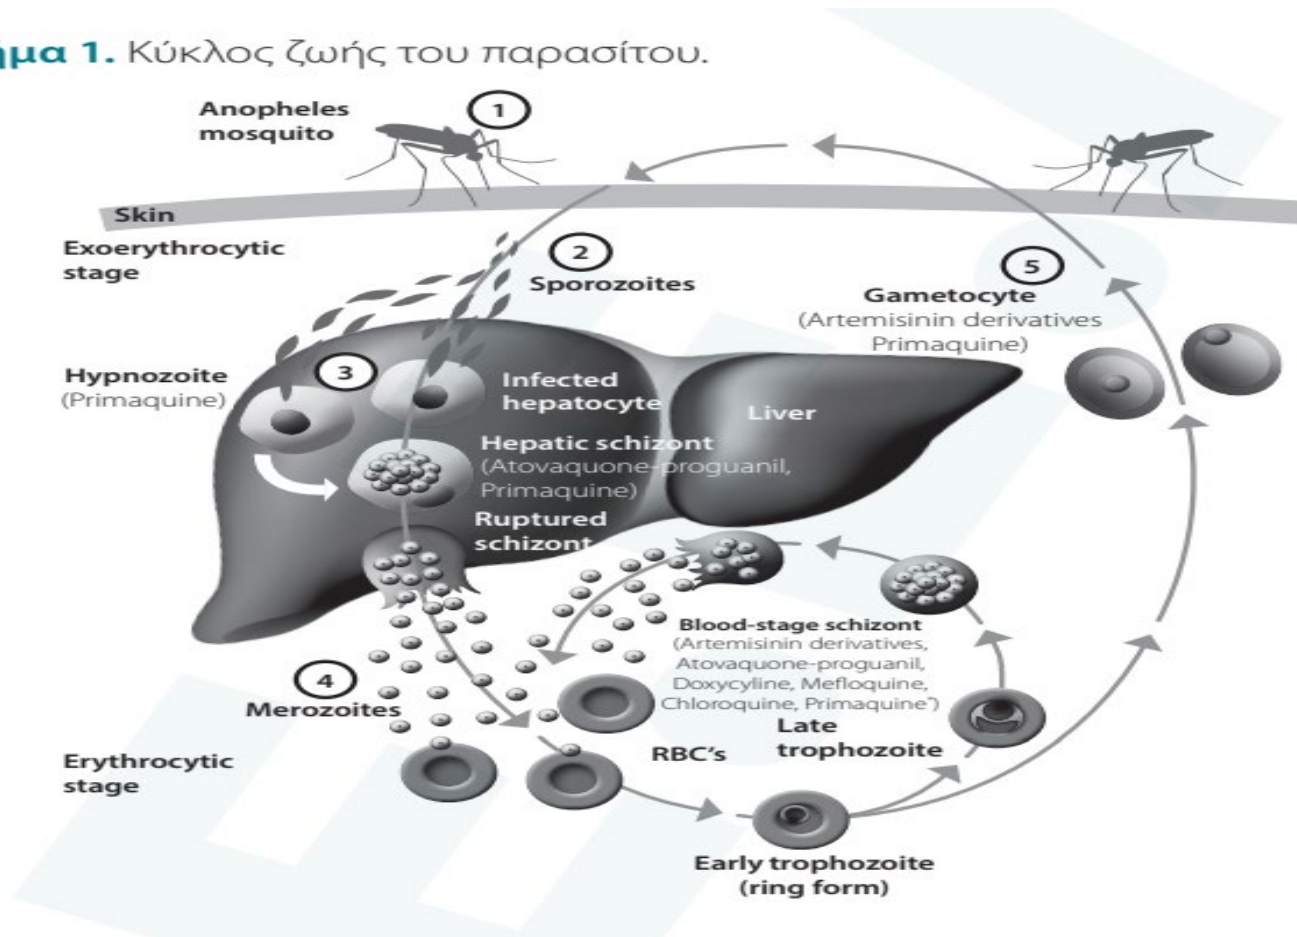 ήμα 1. Κύκλος ζωής του παρασίτου.
Anopheles
mosquito
1
Skin
Exoerythrocytic
stage
2
Sporozoites
5
Gametocyte
(Artemisinin derivatives
Primaquine)
Hypnozoite
(Primaquine)
3
Infected
hepatocyte
Liver
Hepatic schizont
(Atovaquone-proguanil,
Primaquine)
Ruptured
schizont
Blood-stage schizont
(Artemisinin derivatives,
Atovaquone-proguanil,
Doxycyline, Mefloquine,
Chloroquine, Primaquine*)
4
Merozoites
Late
trophozoite
RBC's
Erythrocytic
stage
Early trophozoite
(ring form)